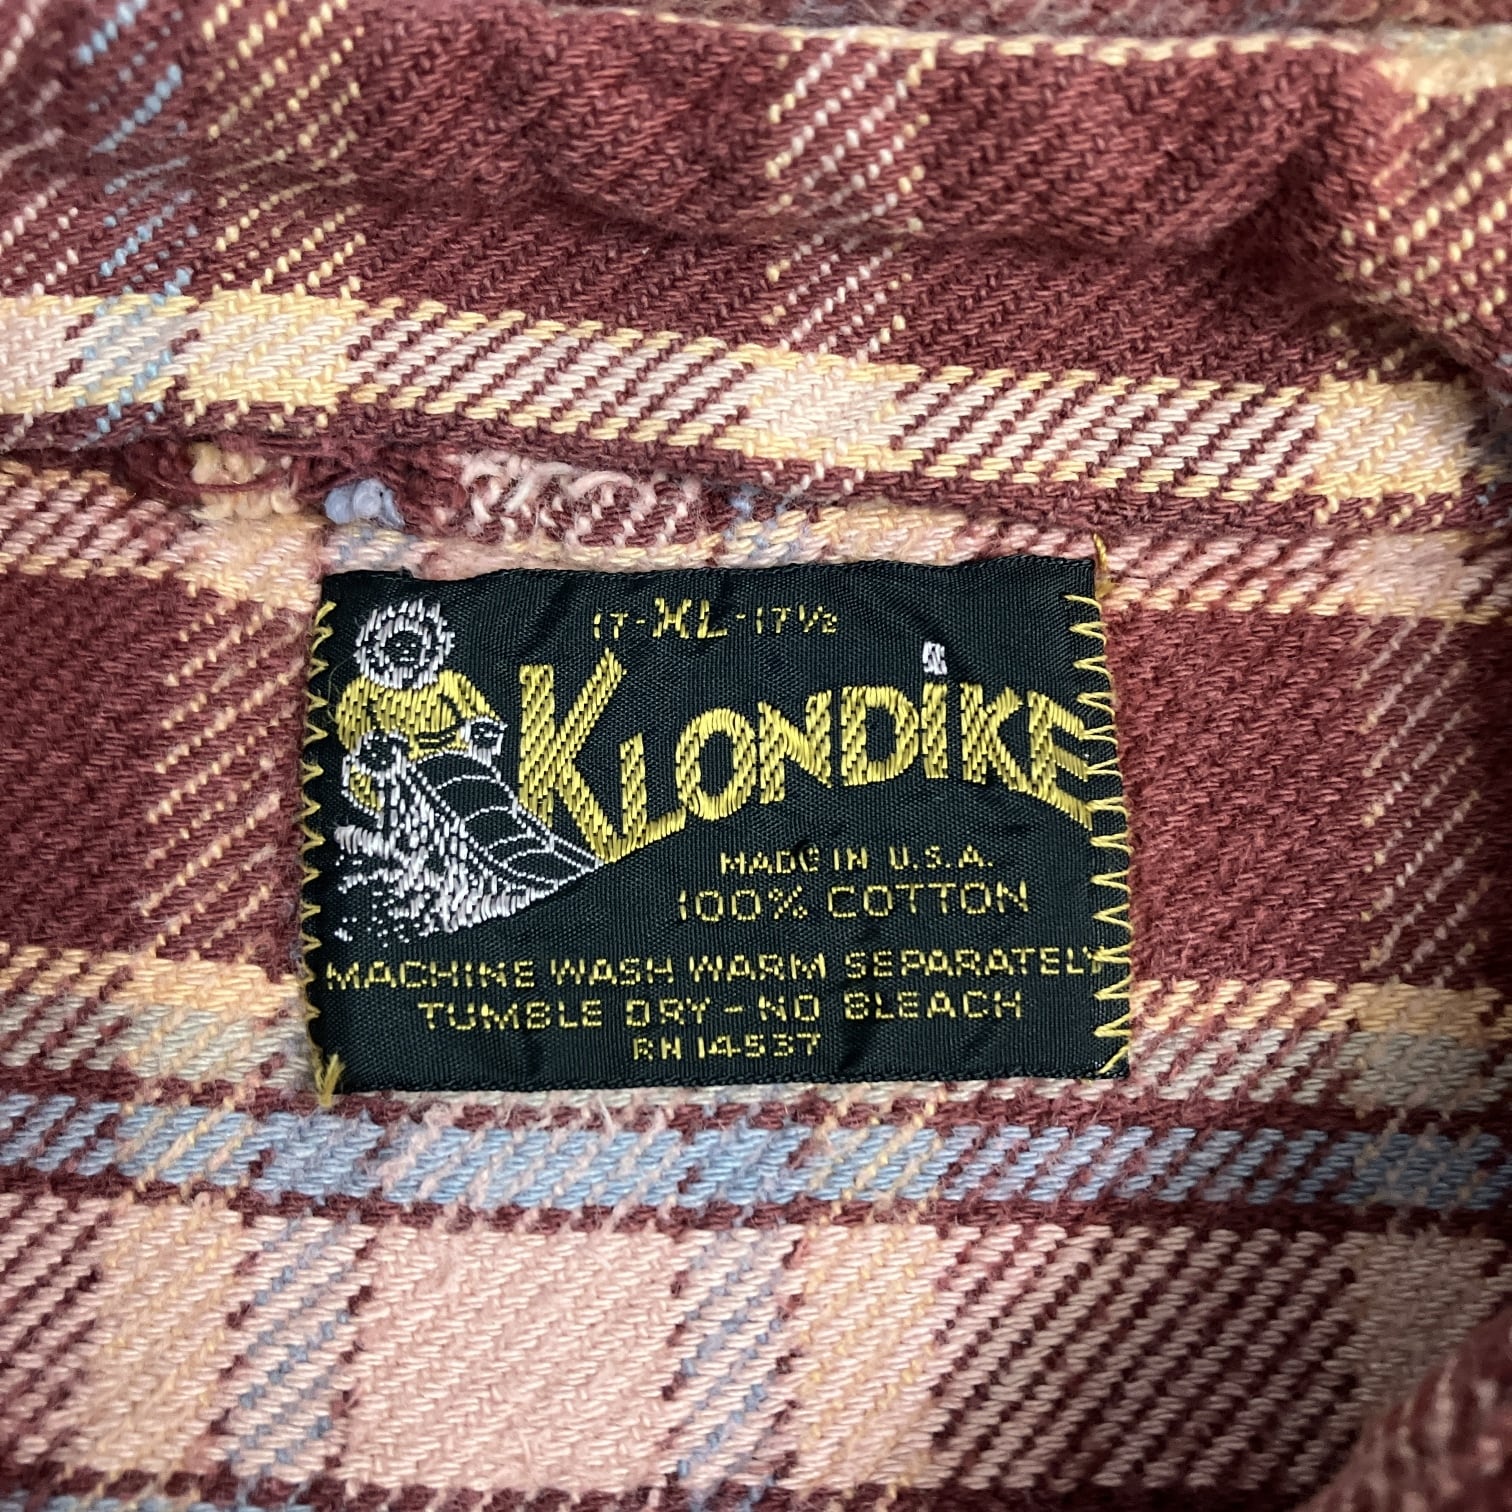 17-XL-17½
KLONDiKE
MADE IN U.S.A.
100% COTTON
MACHINE WASH WARM SEPARATELY
TUMBLE DRY - NO BLEACH
RN 14537